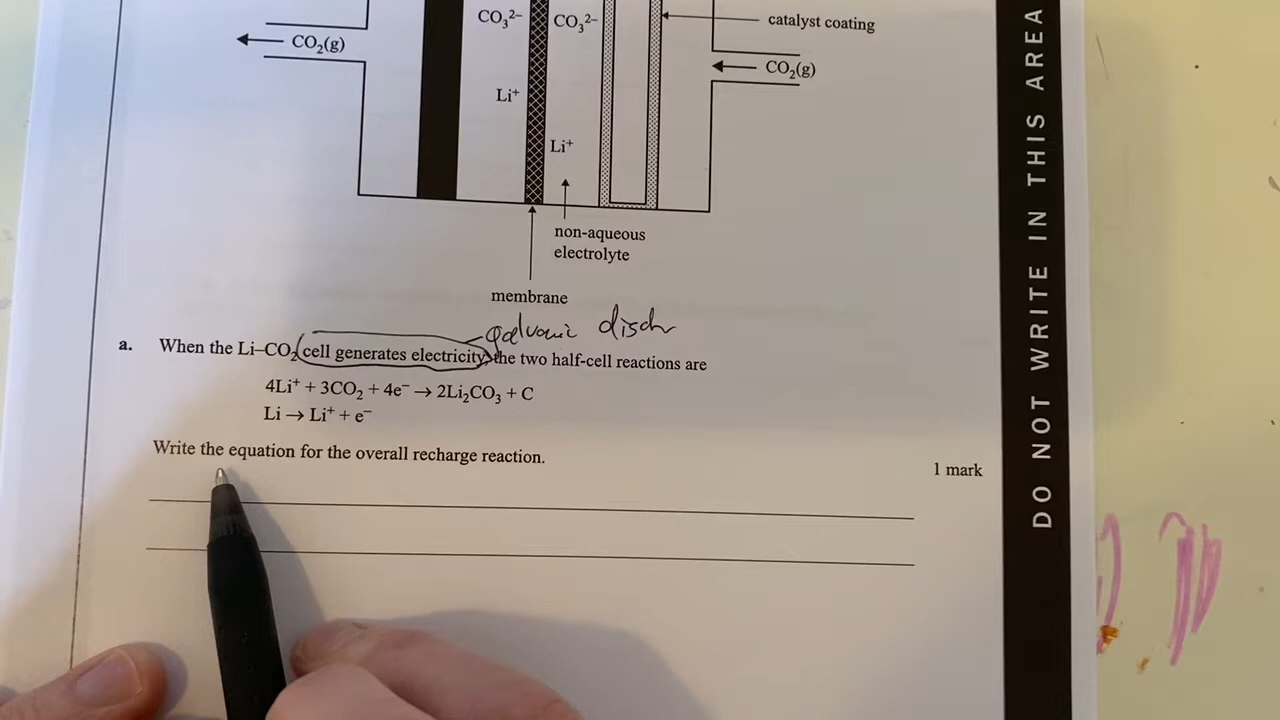 CO₃²⁻ CO₃²⁻ catalyst coating
CO₂(g)
CO₂(g)
Li⁺
Li⁺
non-aqueous
electrolyte
membrane
galvanic disch
a. When the Li–CO₂ cell generates electricity, the two half-cell reactions are
4Li⁺ + 3CO₂ + 4e⁻ → 2Li₂CO₃ + C
Li → Li⁺ + e⁻
Write the equation for the overall recharge reaction. 1 mark
DO NOT WRITE IN THIS AREA